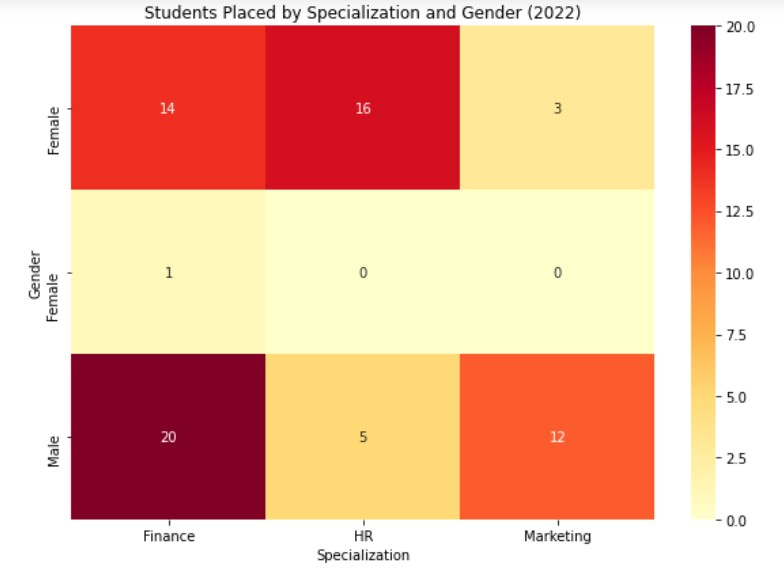 Students Placed by Specialization and Gender (2022)
Female
14
16
3
Gender
Female
1
0
0
Male
20
5
12
Finance
HR
Marketing
Specialization
20.0
17.5
15.0
12.5
10.0
7.5
5.0
2.5
0.0